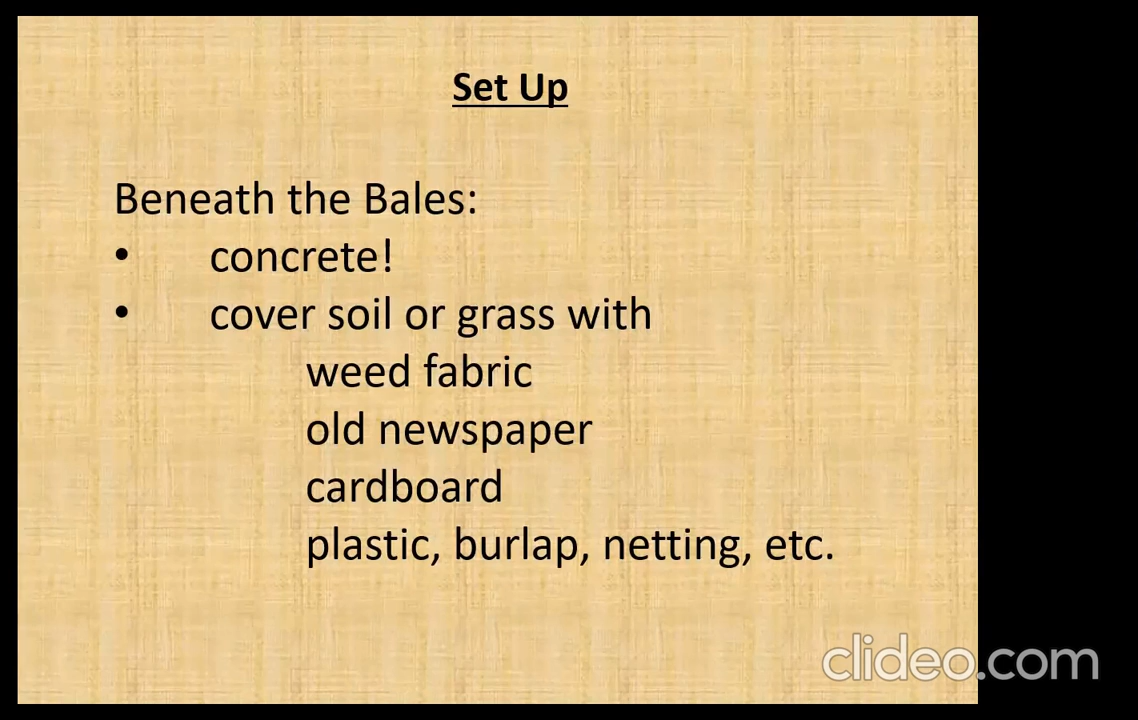 Set Up
Beneath the Bales:
• concrete!
• cover soil or grass with
weed fabric
old newspaper
cardboard
plastic, burlap, netting, etc.
clideo.com